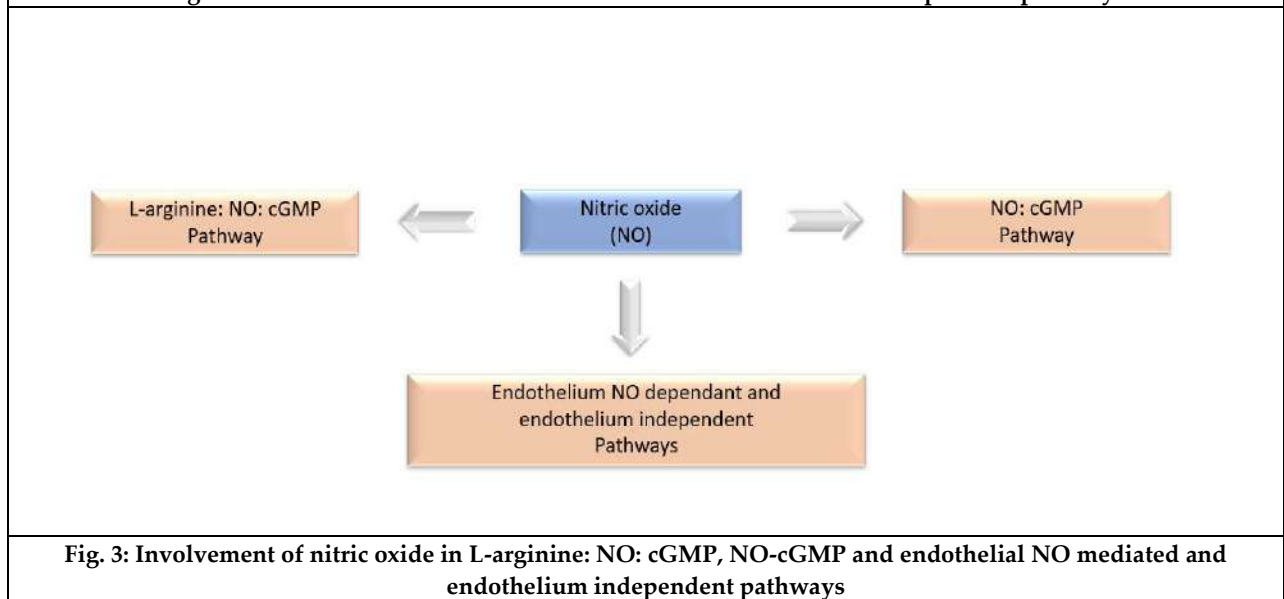 L-arginine: NO: cGMP
Pathway
Nitric oxide
(NO)
NO: cGMP
Pathway
Endothelium NO dependant and
endothelium independent
Pathways
Fig. 3: Involvement of nitric oxide in L-arginine: NO: cGMP, NO-cGMP and endothelial NO mediated and
endothelium independent pathways